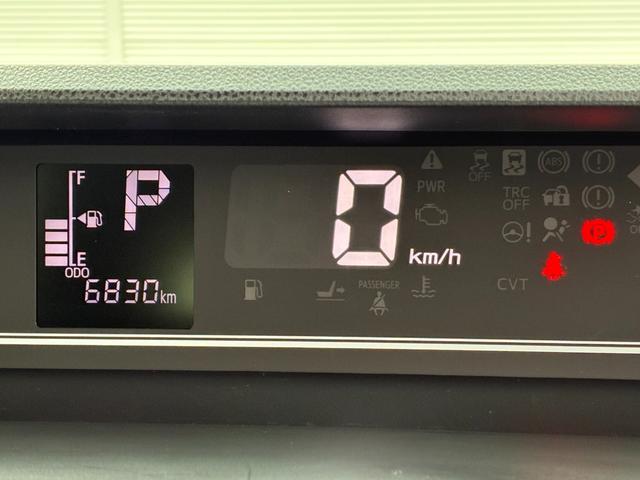 F
P
E
ODO
6830km
0
km/h
PWR
OFF
ABS
TRC
OFF
P
PASSENGER
CVT